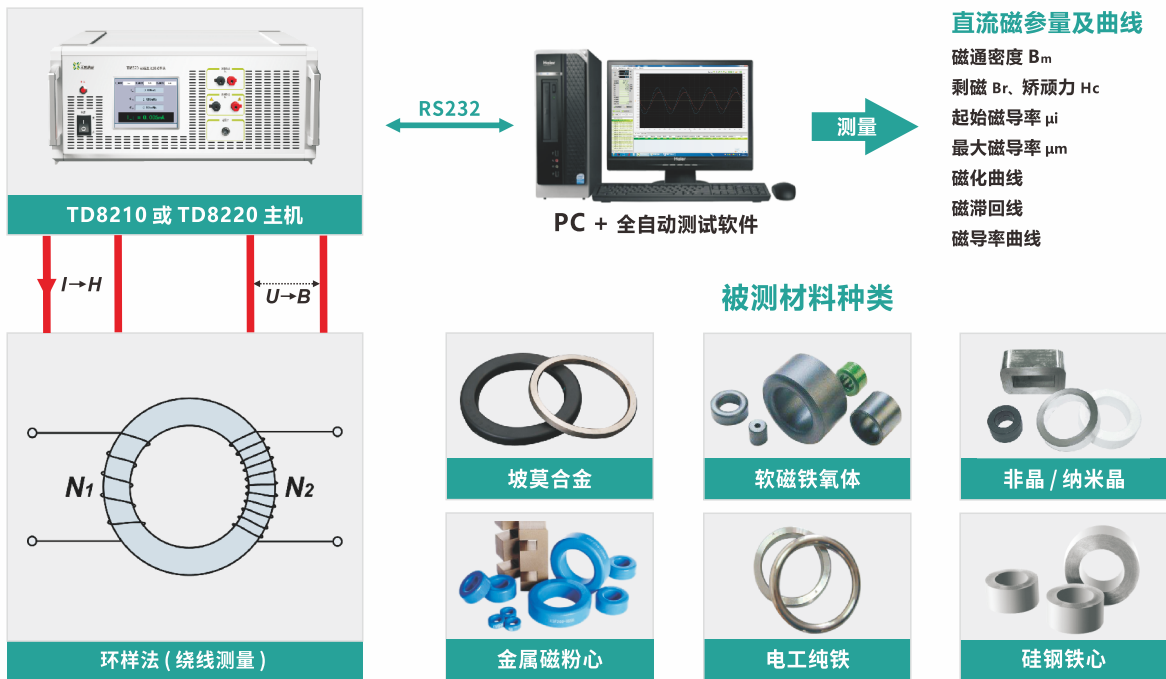 直流磁参量及曲线
磁通密度 Bm
剩磁 Br、矫顽力 Hc
起始磁导率 μi
最大磁导率 μm
磁化曲线
磁滞回线
磁导率曲线
RS232
测量
TD8210 或 TD8220 主机
PC + 全自动测试软件
I→H
U→B
被测材料种类
N1
N2
坡莫合金
软磁铁氧体
非晶 / 纳米晶
环样法 ( 绕线测量 )
金属磁粉心
电工纯铁
硅钢铁心